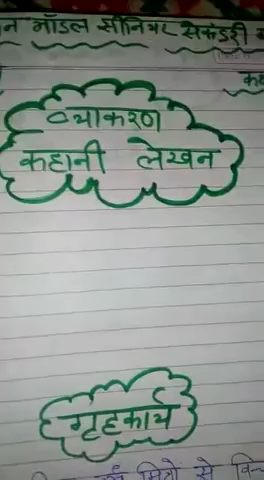 मॉडल सीनियर सेकेंडरी
व्याकरण
कहानी लेखन
गृहकार्य
मित्रो से